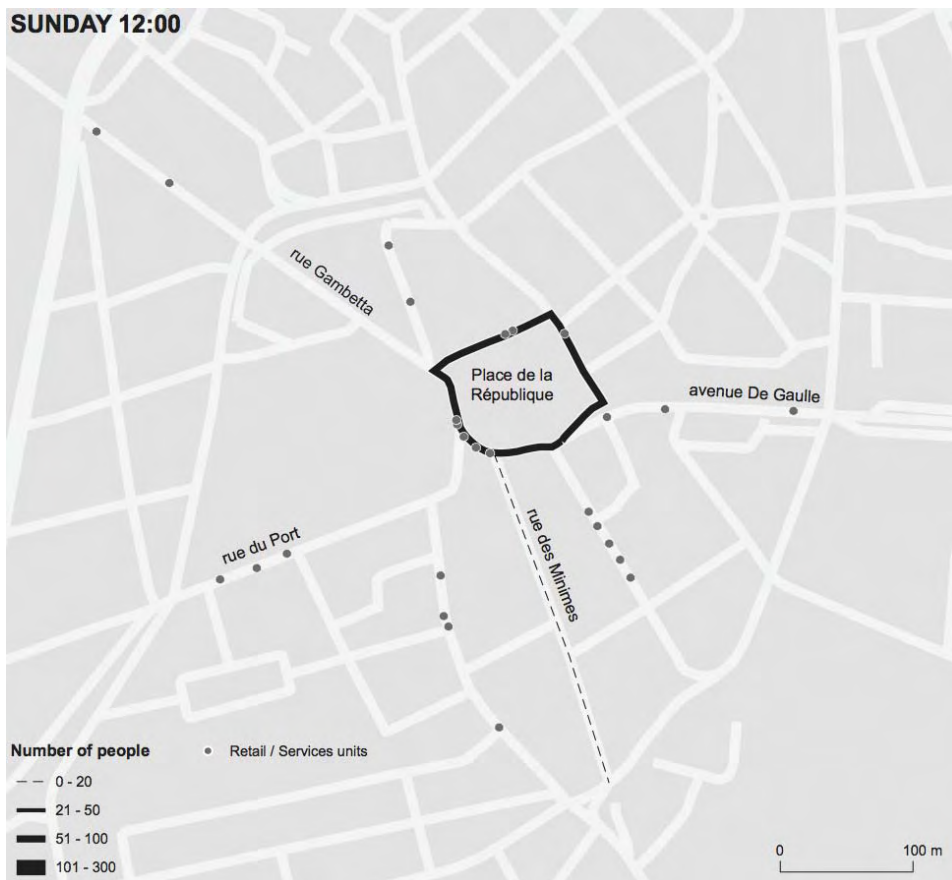 SUNDAY 12:00
rue Gambetta
Place de la
République
avenue De Gaulle
rue des Minimes
rue du Port
Number of people
Retail / Services units
0 - 20
21 - 50
51 - 100
101 - 300
0
100 m